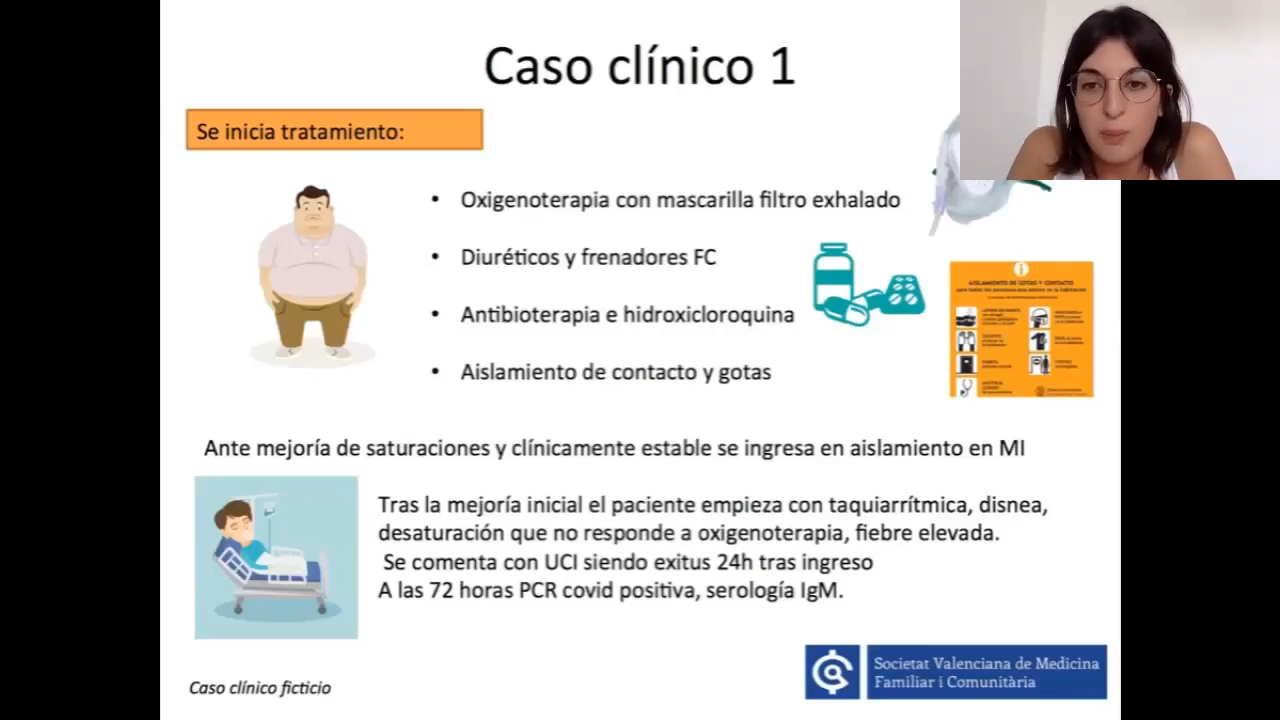 Caso clínico 1
Se inicia tratamiento:
• Oxigenoterapia con mascarilla filtro exhalado
• Diuréticos y frenadores FC
• Antibioterapia e hidroxicloroquina
• Aislamiento de contacto y gotas
AISLAMIENTO DE GOTAS Y CONTACTO
Ante mejoría de saturaciones y clínicamente estable se ingresa en aislamiento en MI
Tras la mejoría inicial el paciente empieza con taquiarrítmica, disnea,
desaturación que no responde a oxigenoterapia, fiebre elevada.
Se comenta con UCI siendo exitus 24h tras ingreso
A las 72 horas PCR covid positiva, serología IgM.
Caso clínico ficticio
Societat Valenciana de Medicina
Familiar i Comunitària